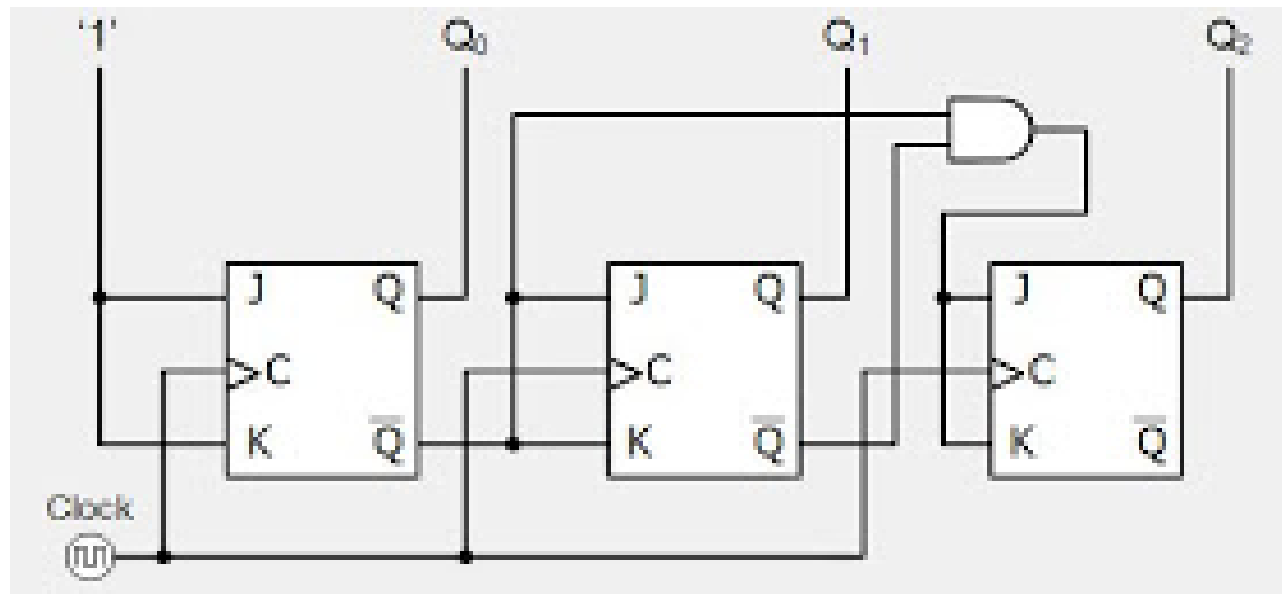 '1' Q₀ Q₁ Q₂
J Q J Q J Q
C C C
K Q̅ K Q̅ K Q̅
Clock